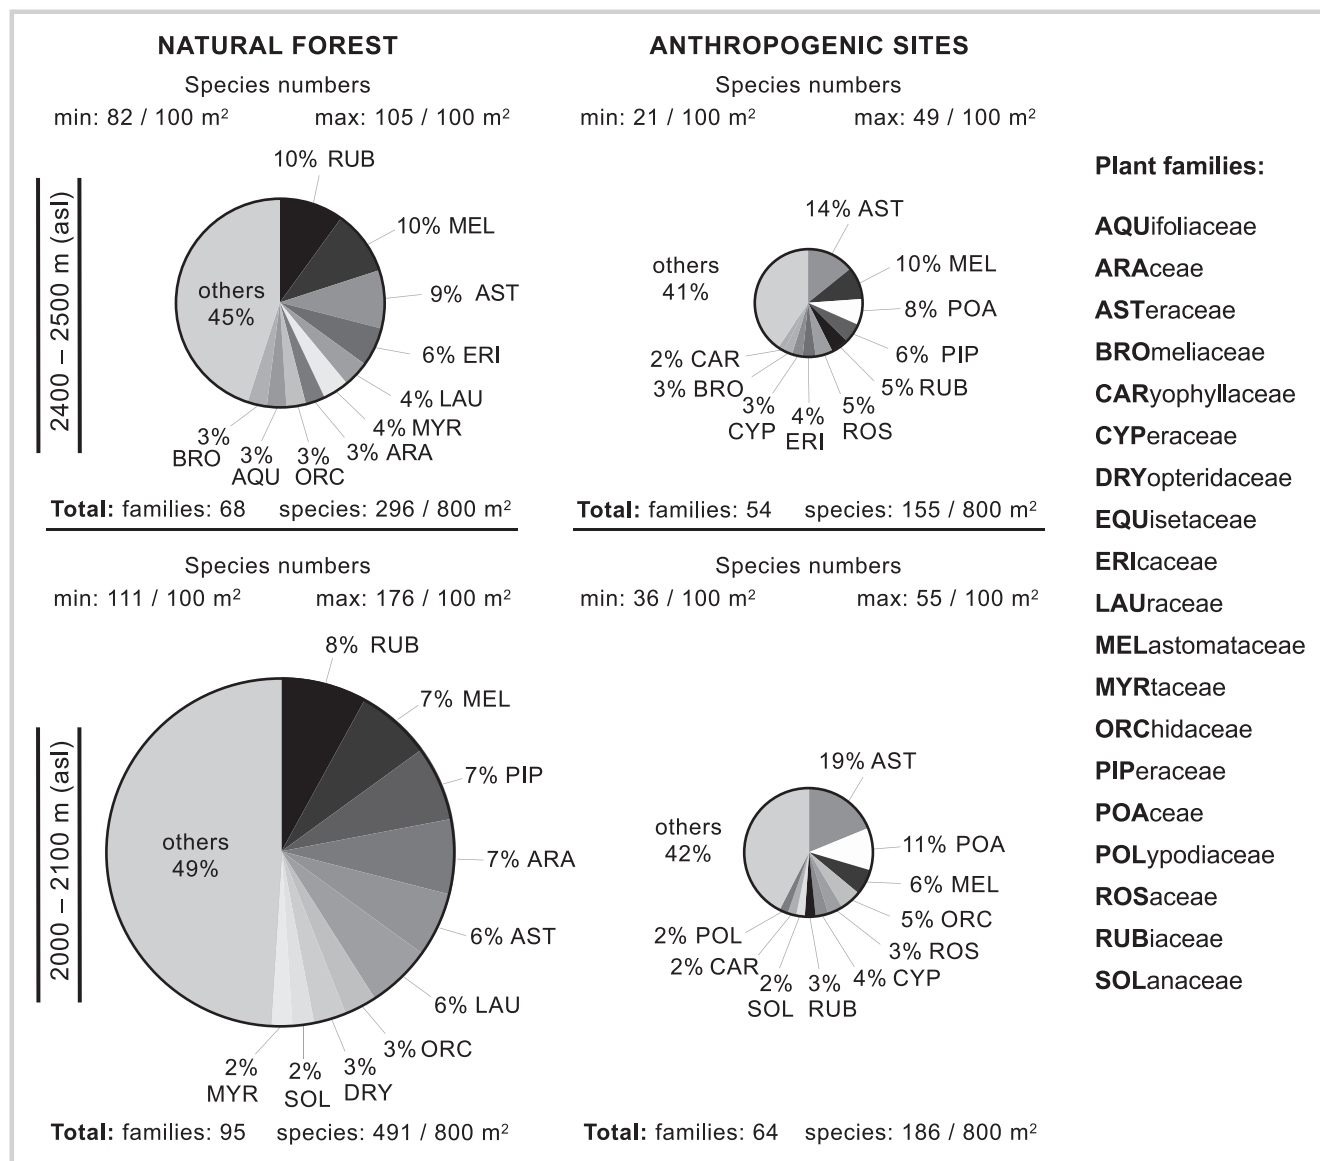 NATURAL FOREST
Species numbers
min: 82 / 100 m² max: 105 / 100 m²
2400 – 2500 m (asl)
10% RUB
10% MEL
9% AST
6% ERI
4% LAU
4% MYR
3% ARA
3% ORC
3% AQU
3% BRO
others 45%
Total: families: 68 species: 296 / 800 m²
ANTHROPOGENIC SITES
Species numbers
min: 21 / 100 m² max: 49 / 100 m²
14% AST
10% MEL
8% POA
6% PIP
5% RUB
5% ROS
4% ERI
3% CYP
3% BRO
2% CAR
others 41%
Total: families: 54 species: 155 / 800 m²
Species numbers
min: 111 / 100 m² max: 176 / 100 m²
2000 – 2100 m (asl)
8% RUB
7% MEL
7% PIP
7% ARA
6% AST
6% LAU
3% ORC
3% DRY
2% SOL
2% MYR
others 49%
Total: families: 95 species: 491 / 800 m²
Species numbers
min: 36 / 100 m² max: 55 / 100 m²
19% AST
11% POA
6% MEL
5% ORC
3% ROS
4% CYP
3% RUB
2% SOL
2% CAR
2% POL
others 42%
Total: families: 64 species: 186 / 800 m²
Plant families:
AQUifoliaceae
ARAceae
ASTeraceae
BROmeliaceae
CARyophyllaceae
CYPeraceae
DRYopteridaceae
EQUisetaceae
ERIcaceae
LAUraceae
MELastomataceae
MYRtaceae
ORChidaceae
PIPeraceae
POAceae
POLypodiaceae
ROSaceae
RUBiaceae
SOLanaceae